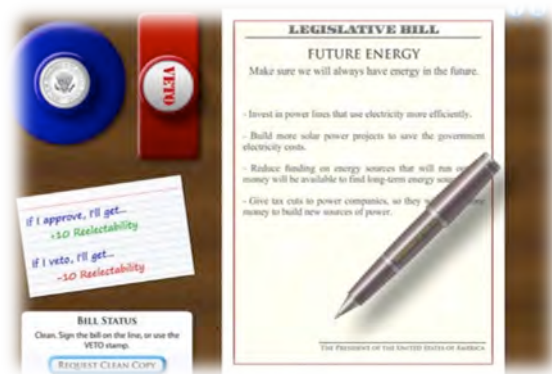 LEGISLATIVE BILL
FUTURE ENERGY
Make sure we will always have energy in the future.
- Invest in power lines that use electricity more efficiently.
- Build more solar power projects to save the government
electricity costs.
- Reduce funding on energy sources that will run
money will be available to find long-term energy
- Give tax cuts to power companies, so they
money to build new sources of power.
THE PRESIDENT OF THE UNITED STATES OF AMERICA
VETO
If I approve, I'll get...
+10 Reelectability
If I veto, I'll get...
-10 Reelectability
BILL STATUS
Clean. Sign the bill on the line, or use the
VETO stamp.
REQUEST CLEAN COPY